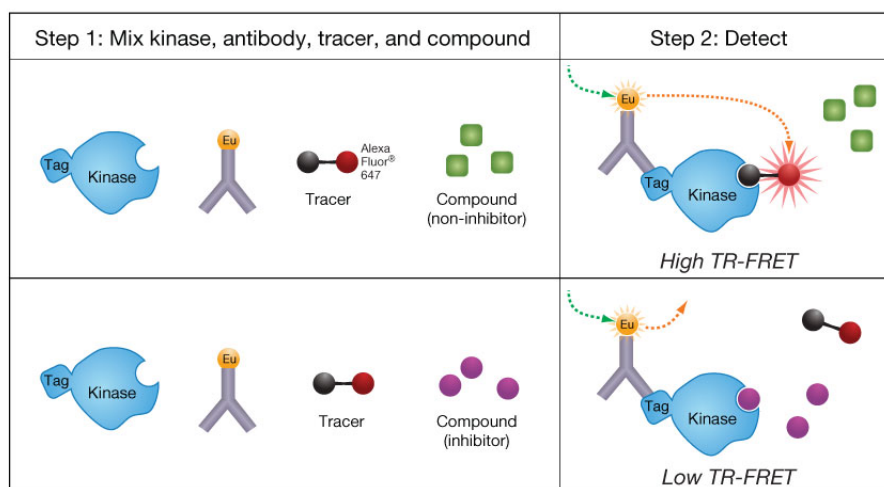 Step 1: Mix kinase, antibody, tracer, and compound
Step 2: Detect
Tag
Kinase
Eu
Alexa
Fluor®
647
Tracer
Compound
(non-inhibitor)
Eu
Tag
Kinase
High TR-FRET
Tag
Kinase
Eu
Tracer
Compound
(inhibitor)
Eu
Tag
Kinase
Low TR-FRET